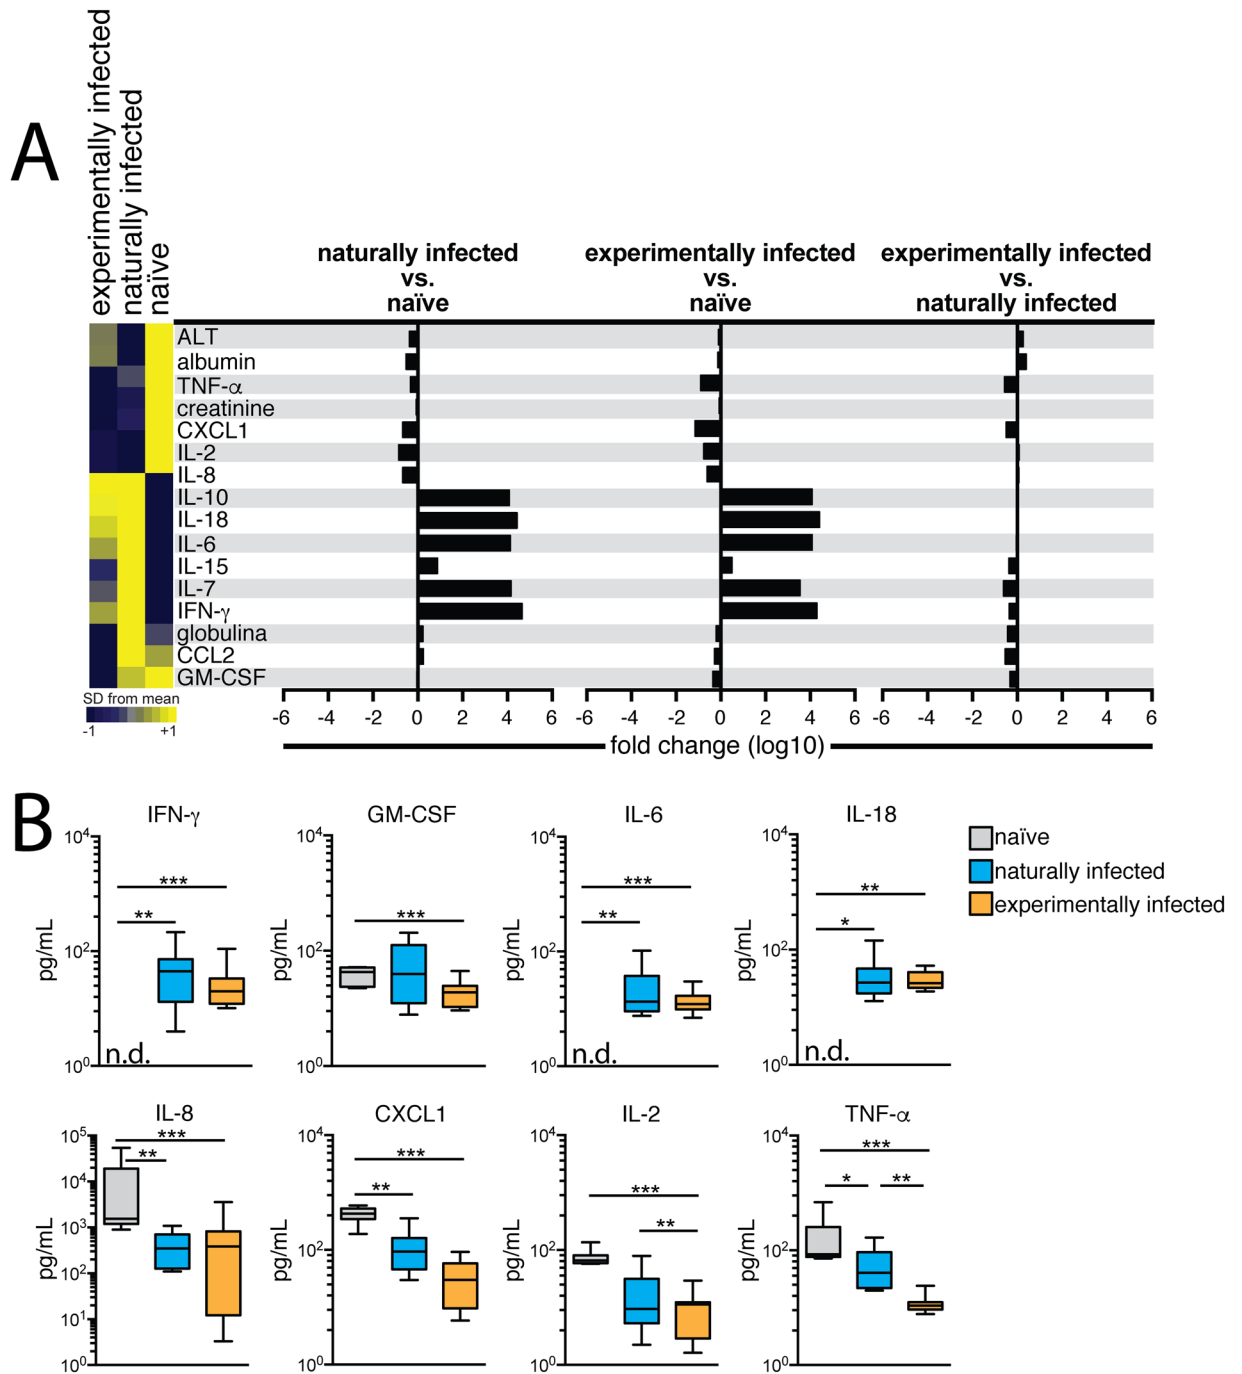 A
experimentally infected
naturally infected
naïve
naturally infected
vs.
naïve
experimentally infected
vs.
naïve
experimentally infected
vs.
naturally infected
ALT
albumin
TNF-α
creatinine
CXCL1
IL-2
IL-8
IL-10
IL-18
IL-6
IL-15
IL-7
IFN-γ
globulina
CCL2
GM-CSF
SD from mean
-1 +1
-6 -4 -2 0 2 4 6
-6 -4 -2 0 2 4 6
-6 -4 -2 0 2 4 6
fold change (log10)
B
IFN-γ
10⁴
10²
10⁰
pg/mL
***
**
n.d.
GM-CSF
10⁴
10²
10⁰
pg/mL
***
IL-6
10⁴
10²
10⁰
pg/mL
***
**
n.d.
IL-18
10⁴
10²
10⁰
pg/mL
**
*
n.d.
naïve
naturally infected
experimentally infected
IL-8
10⁵
10⁴
10³
10²
10¹
10⁰
pg/mL
***
**
CXCL1
10⁴
10²
10⁰
pg/mL
***
**
IL-2
10⁴
10²
10⁰
pg/mL
***
**
TNF-α
10⁴
10²
10⁰
pg/mL
***
* **